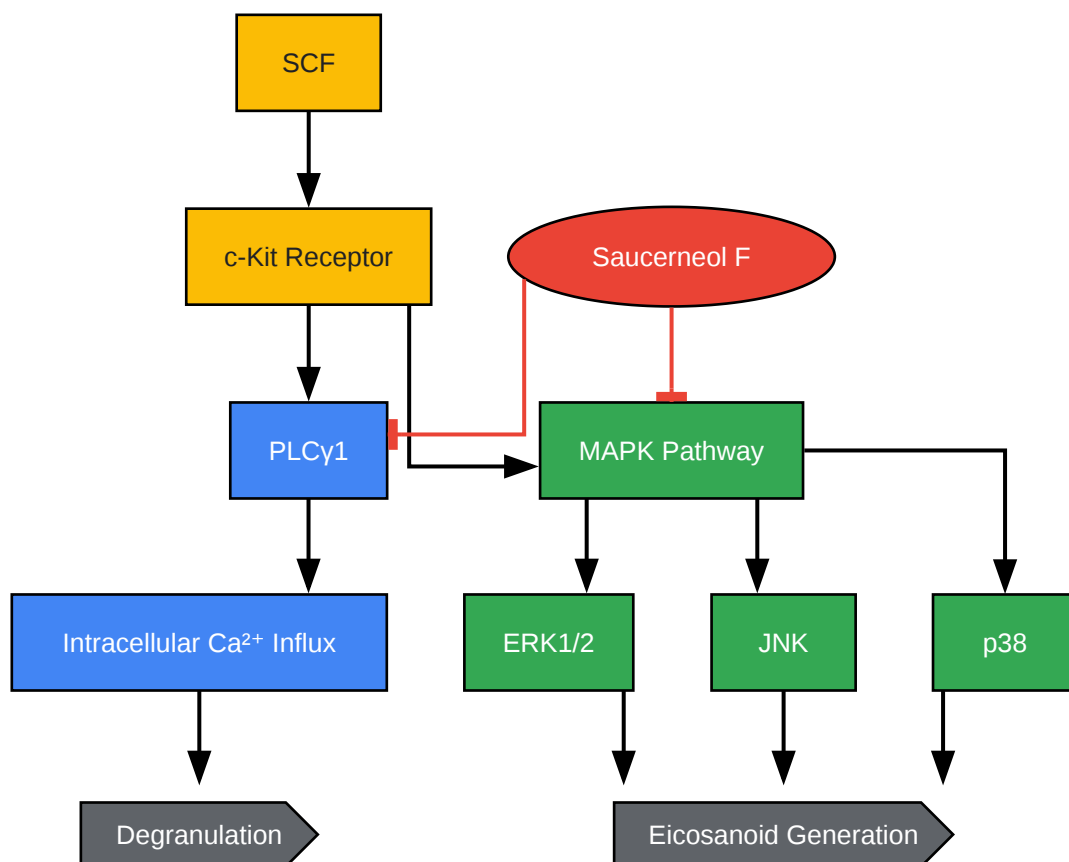 SCF
c-Kit Receptor
Saucerneol F
PLCγ1
MAPK Pathway
Intracellular Ca²⁺ Influx
ERK1/2
JNK
p38
Degranulation
Eicosanoid Generation